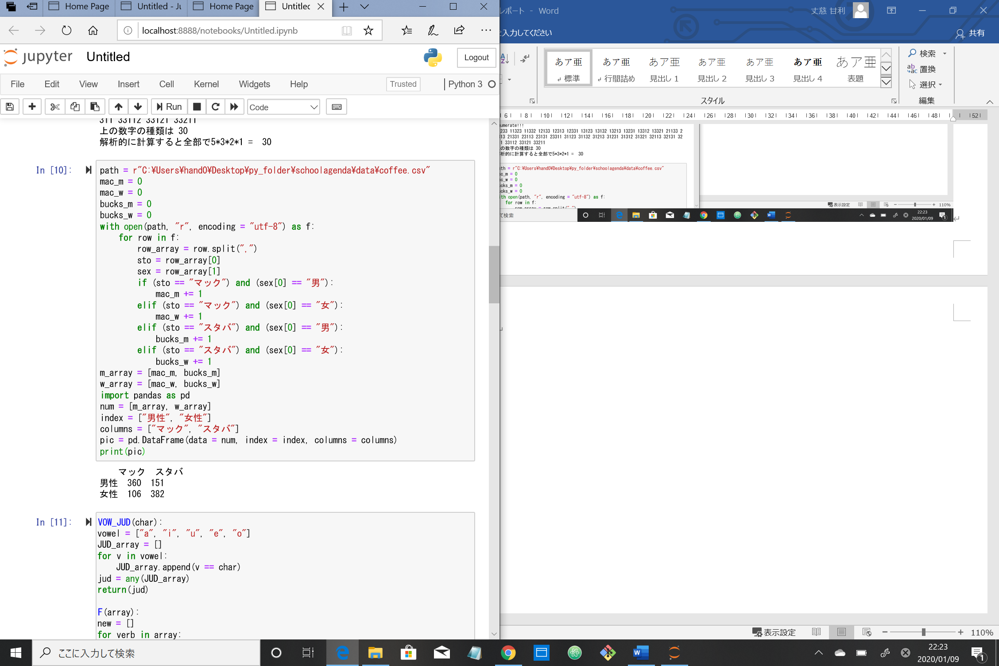 Home Page
Untitled - Ju
Home Page
Untitled
localhost:8888/notebooks/Untitled.ipynb
jupyter Untitled
Logout
File Edit View Insert Cell Kernel Widgets Help
Trusted
Python 3
Run
Code
311 33112 33121 33211
上の数字の種類は 30
解析的に計算すると全部で5*3*2*1 =  30
In [10]:
path = r"C:¥Users¥hand0¥Desktop¥py_folder¥schoolagenda¥data¥coffee.csv"
mac_m = 0
mac_w = 0
bucks_m = 0
bucks_w = 0
with open(path, "r", encoding = "utf-8") as f:
    for row in f:
        row_array = row.split(",")
        sto = row_array[0]
        sex = row_array[1]
        if (sto == "マック") and (sex[0] == "男"):
            mac_m += 1
        elif (sto == "マック") and (sex[0] == "女"):
            mac_w += 1
        elif (sto == "スタバ") and (sex[0] == "男"):
            bucks_m += 1
        elif (sto == "スタバ") and (sex[0] == "女"):
            bucks_w += 1
m_array = [mac_m, bucks_m]
w_array = [mac_w, bucks_w]
import pandas as pd
num = [m_array, w_array]
index = ["男性", "女性"]
columns = ["マック", "スタバ"]
pic = pd.DataFrame(data = num, index = index, columns = columns)
print(pic)
    マック  スタバ
男性  360  151
女性  106  382
In [11]:
VOW_JUD(char):
vowel = ["a", "i", "u", "e", "o"]
JUD_array = []
for v in vowel:
    JUD_array.append(v == char)
jud = any(JUD_array)
return(jud)
F(array):
new = []
for verb in array:
レポート - Word
丈慈 甘利
を入力してください
共有
あア亜 あア亜 あア亜 あア亜 あア亜 あア亜 あア亜
標準 行間詰め 見出し 1 見出し 2 見出し 3 見出し 4 表題
スタイル
検索
置換
選択
編集
6 8 10 12 14 16 18 20 22 24 26 28 30 32 34 36 38 40 42 44 46 48 52
umerate!!!
233 11323 11332 12133 12313 12331 13123 13132 13213 13231 13312 13321 21133 2
13 21331 23113 23131 23311 31123 31132 31213 31231 31312 31321 32113 32131 32
1 33112 33121 33211
の数字の種類は 30
析的に計算すると全部で5*3*2*1 =  30
th = r"C:¥Users¥hand0¥Desktop¥py_folder¥schoolagenda¥data¥coffee.csv"
c_m = 0
c_w = 0
cks_m = 0
cks_w = 0
th open(path, "r", encoding = "utf-8") as f:
for row in f:
row_array = row.split(",")
表示設定
110%
て検索
22:23
2020/01/09
1
表示設定
110%
ここに入力して検索
22:23
2020/01/09
1